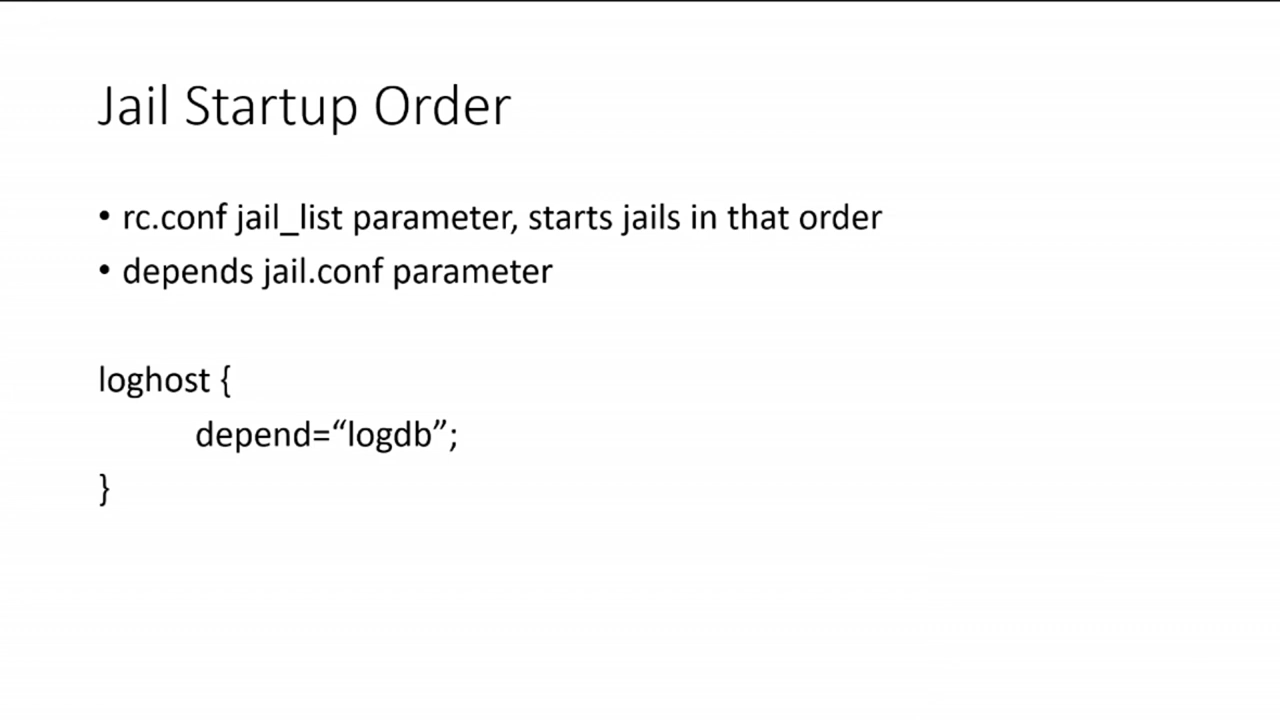 Jail Startup Order
• rc.conf jail_list parameter, starts jails in that order
• depends jail.conf parameter
loghost {
depend=“logdb”;
}